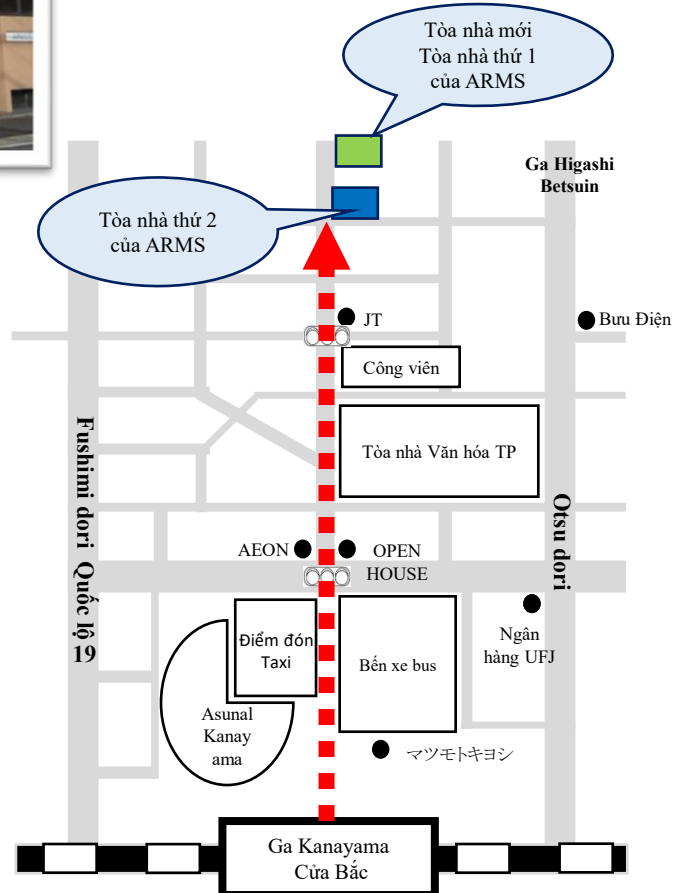 Tòa nhà mới
Tòa nhà thứ 1
của ARMS
Ga Higashi
Betsuin
Tòa nhà thứ 2
của ARMS
JT
Bưu Điện
Công viên
Tòa nhà Văn hóa TP
Fushimi dori Quốc lộ
19
Otsu dori
AEON
OPEN
HOUSE
Điểm đón
Taxi
Bến xe bus
Ngân
hàng UFJ
Asunal
Kanay
ama
マツモトキヨシ
Ga Kanayama
Cửa Bắc